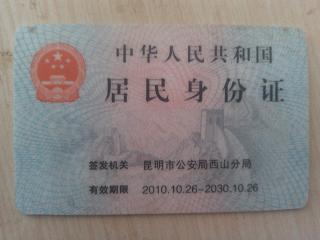 中华人民共和国
居民身份证
签发机关 昆明市公安局西山分局
有效期限 2010.10.26-2030.10.26